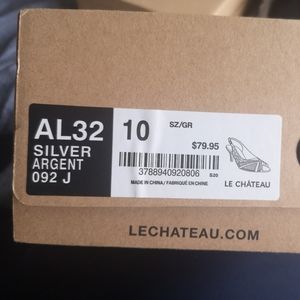 AL32
SILVER
ARGENT
092 J
10
SZ/GR
$79.95
3788940920806
S20
MADE IN CHINA / FABRIQUÉ EN CHINE
LE CHÂTEAU
LECHATEAU.COM